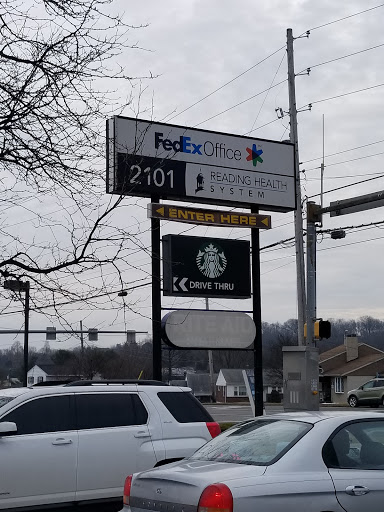 FedEx Office
2101
READING HEALTH
SYSTEM
ENTER HERE
DRIVE THRU